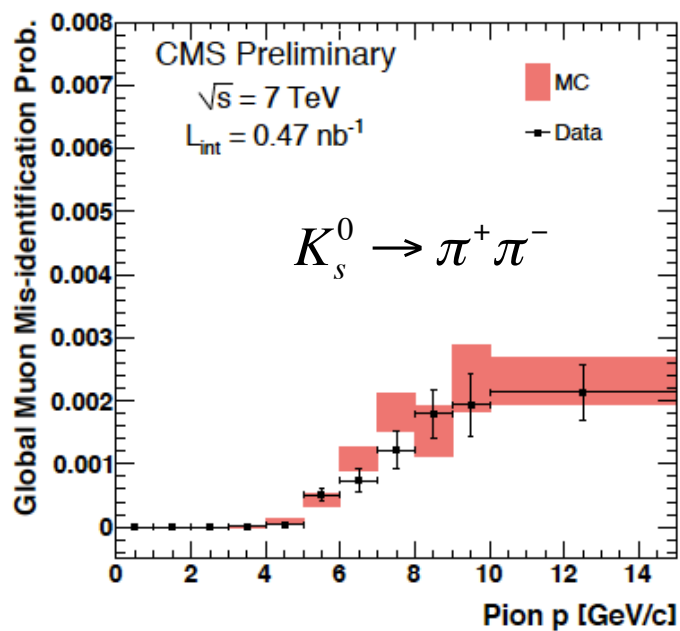 Global Muon Mis-identification Prob.
0.008
0.007
0.006
0.005
0.004
0.003
0.002
0.001
0
CMS Preliminary
√s = 7 TeV
L_int = 0.47 nb⁻¹
MC
Data
K_s^0 → π⁺π⁻
0 2 4 6 8 10 12 14
Pion p [GeV/c]